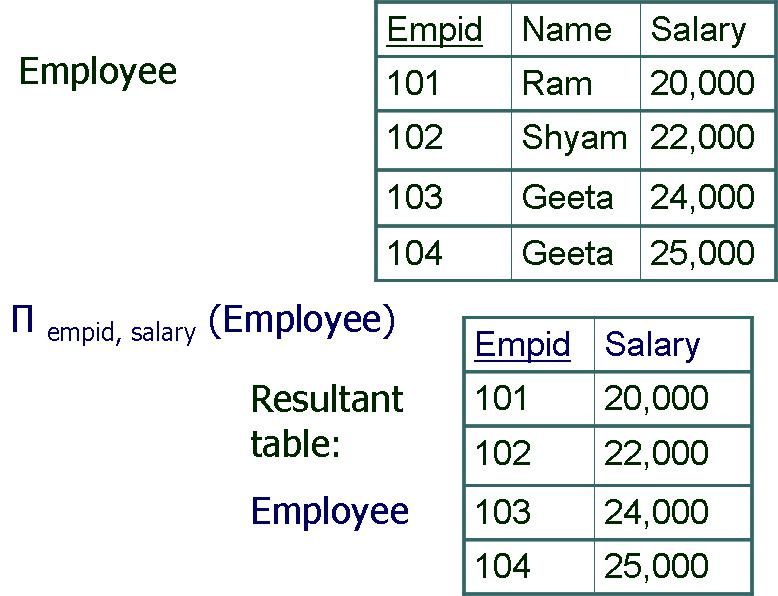 Employee
Empid Name Salary
101 Ram 20,000
102 Shyam 22,000
103 Geeta 24,000
104 Geeta 25,000
Π empid, salary (Employee)
Resultant
table:
Employee
Empid Salary
101 20,000
102 22,000
103 24,000
104 25,000